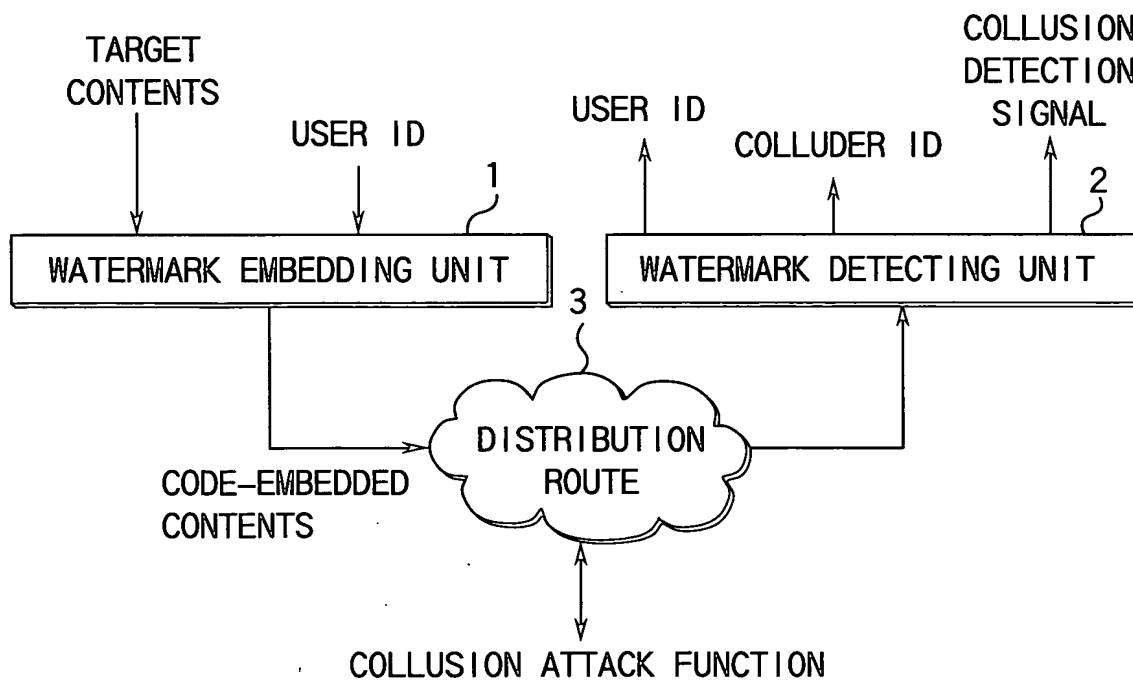 TARGET
CONTENTS
USER ID
1
WATERMARK EMBEDDING UNIT
USER ID
COLLUDER ID
COLLUSION
DETECTION
SIGNAL
2
WATERMARK DETECTING UNIT
3
DISTRIBUTION
ROUTE
CODE-EMBEDDED
CONTENTS
COLLUSION ATTACK FUNCTION